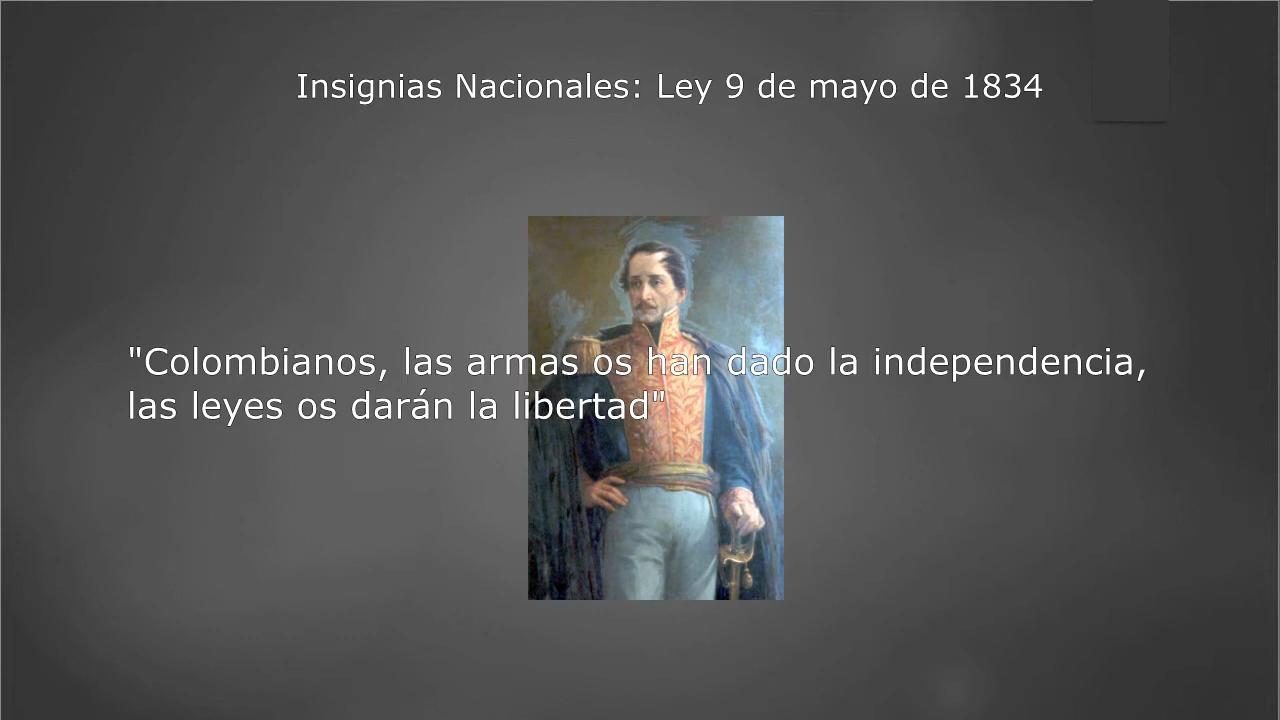 Insignias Nacionales: Ley 9 de mayo de 1834
"Colombianos, las armas os han dado la independencia,
las leyes os darán la libertad"